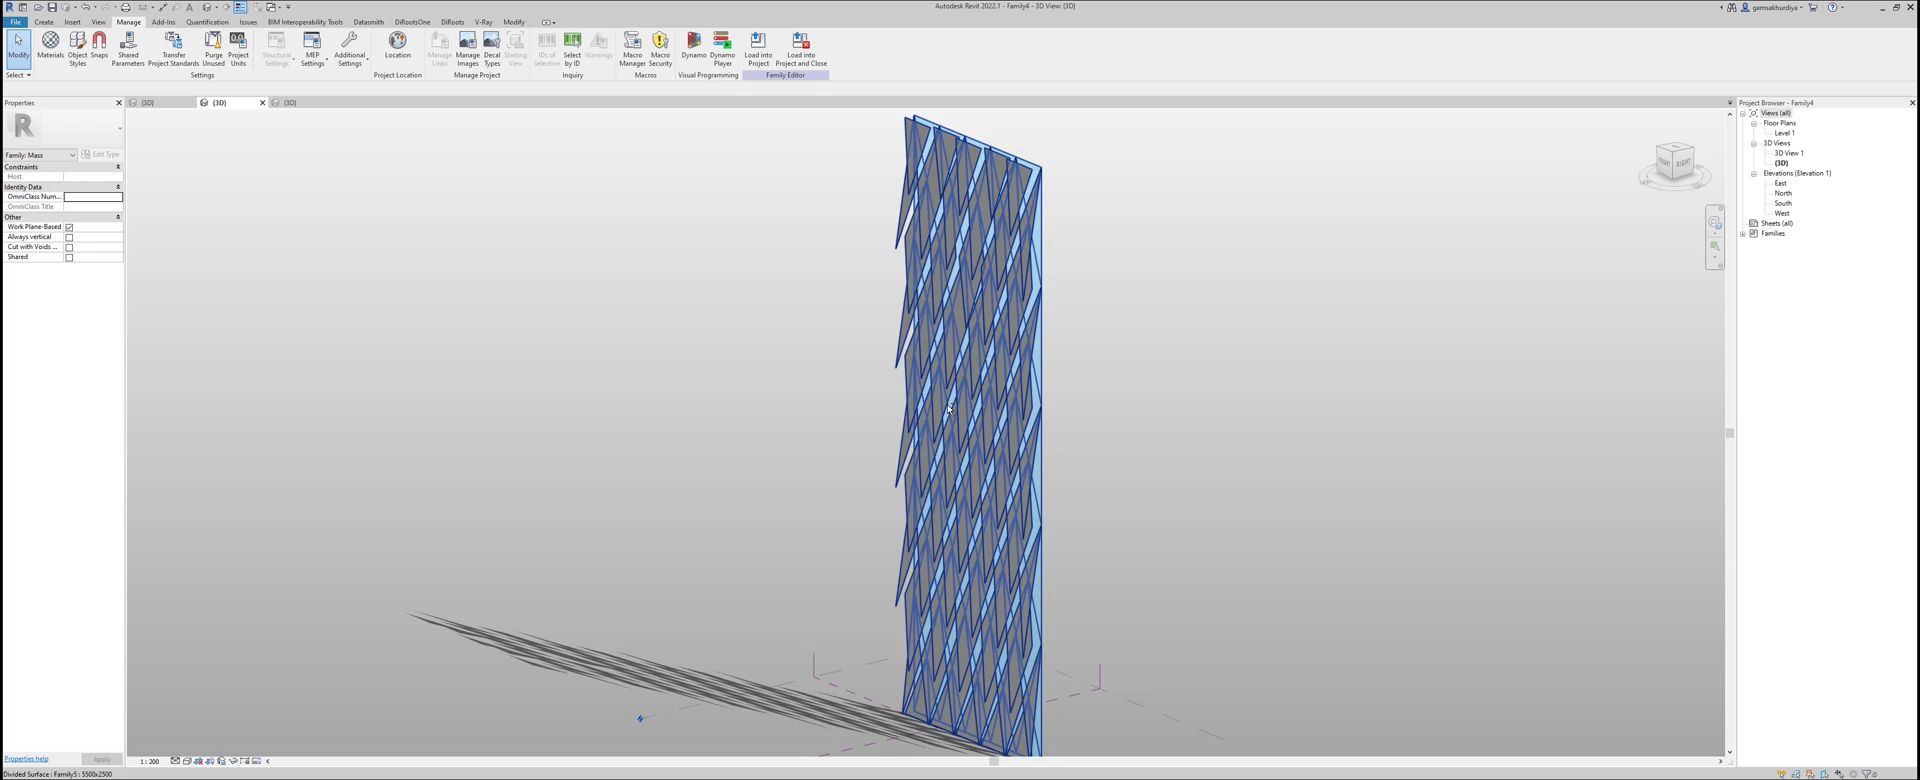 Autodesk Revit 2022.1 - Family4 - 3D View: {3D}
gamsakhurdiya
File Create Insert View Manage Add-Ins Quantification Issues BIM Interoperability Tools Datasmith DiRootsOne DiRoots V-Ray Modify
Modify Materials Object Styles Snaps Shared Parameters Transfer Project Standards Purge Unused Project Units Structural Settings MEP Settings Additional Settings Location Manage Links Manage Images Decal Types Starting View IDs of Selection Select by ID Warnings Macro Manager Macro Security Dynamo Dynamo Player Load into Project Load into Project and Close
Select Settings Project Location Manage Project Inquiry Macros Visual Programming Family Editor
Properties
{3D} {3D} {3D}
Project Browser - Family4
Family: Mass
Edit Type
Constraints
Host
Identity Data
OmniClass Num...
OmniClass Title
Other
Work Plane-Based
Always vertical
Cut with Voids ...
Shared
Views (all)
Floor Plans
Level 1
3D Views
3D View 1
{3D}
Elevations (Elevation 1)
East
North
South
West
Sheets (all)
Families
FRONT RIGHT
Properties help
Apply
1 : 200
Divided Surface : Family5 : 5500x2500
:0